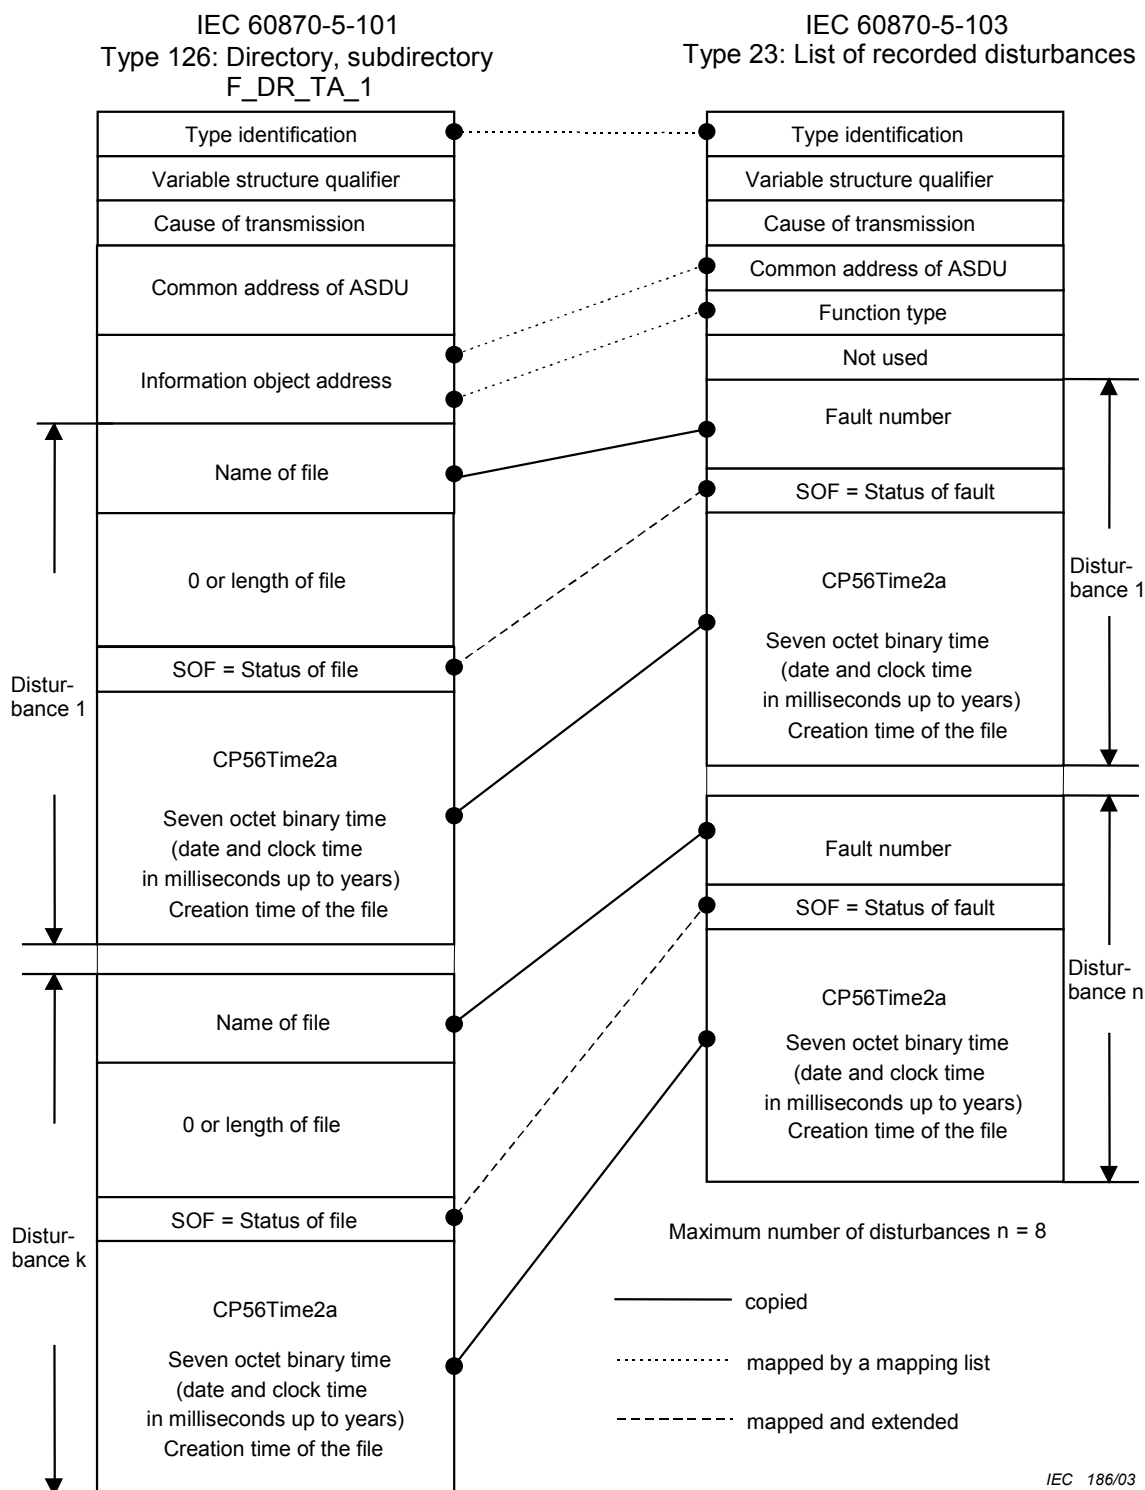 IEC 60870-5-101
Type 126: Directory, subdirectory
F_DR_TA_1
IEC 60870-5-103
Type 23: List of recorded disturbances
Type identification
Variable structure qualifier
Cause of transmission
Common address of ASDU
Information object address
Name of file
0 or length of file
SOF = Status of file
Distur-
bance 1
CP56Time2a
Seven octet binary time
(date and clock time
in milliseconds up to years)
Creation time of the file
Name of file
0 or length of file
SOF = Status of file
Distur-
bance k
CP56Time2a
Seven octet binary time
(date and clock time
in milliseconds up to years)
Creation time of the file
Type identification
Variable structure qualifier
Cause of transmission
Common address of ASDU
Function type
Not used
Fault number
SOF = Status of fault
CP56Time2a
Distur-
bance 1
Seven octet binary time
(date and clock time
in milliseconds up to years)
Creation time of the file
Fault number
SOF = Status of fault
Distur-
bance n
CP56Time2a
Seven octet binary time
(date and clock time
in milliseconds up to years)
Creation time of the file
Maximum number of disturbances n = 8
copied
mapped by a mapping list
mapped and extended
IEC 186/03